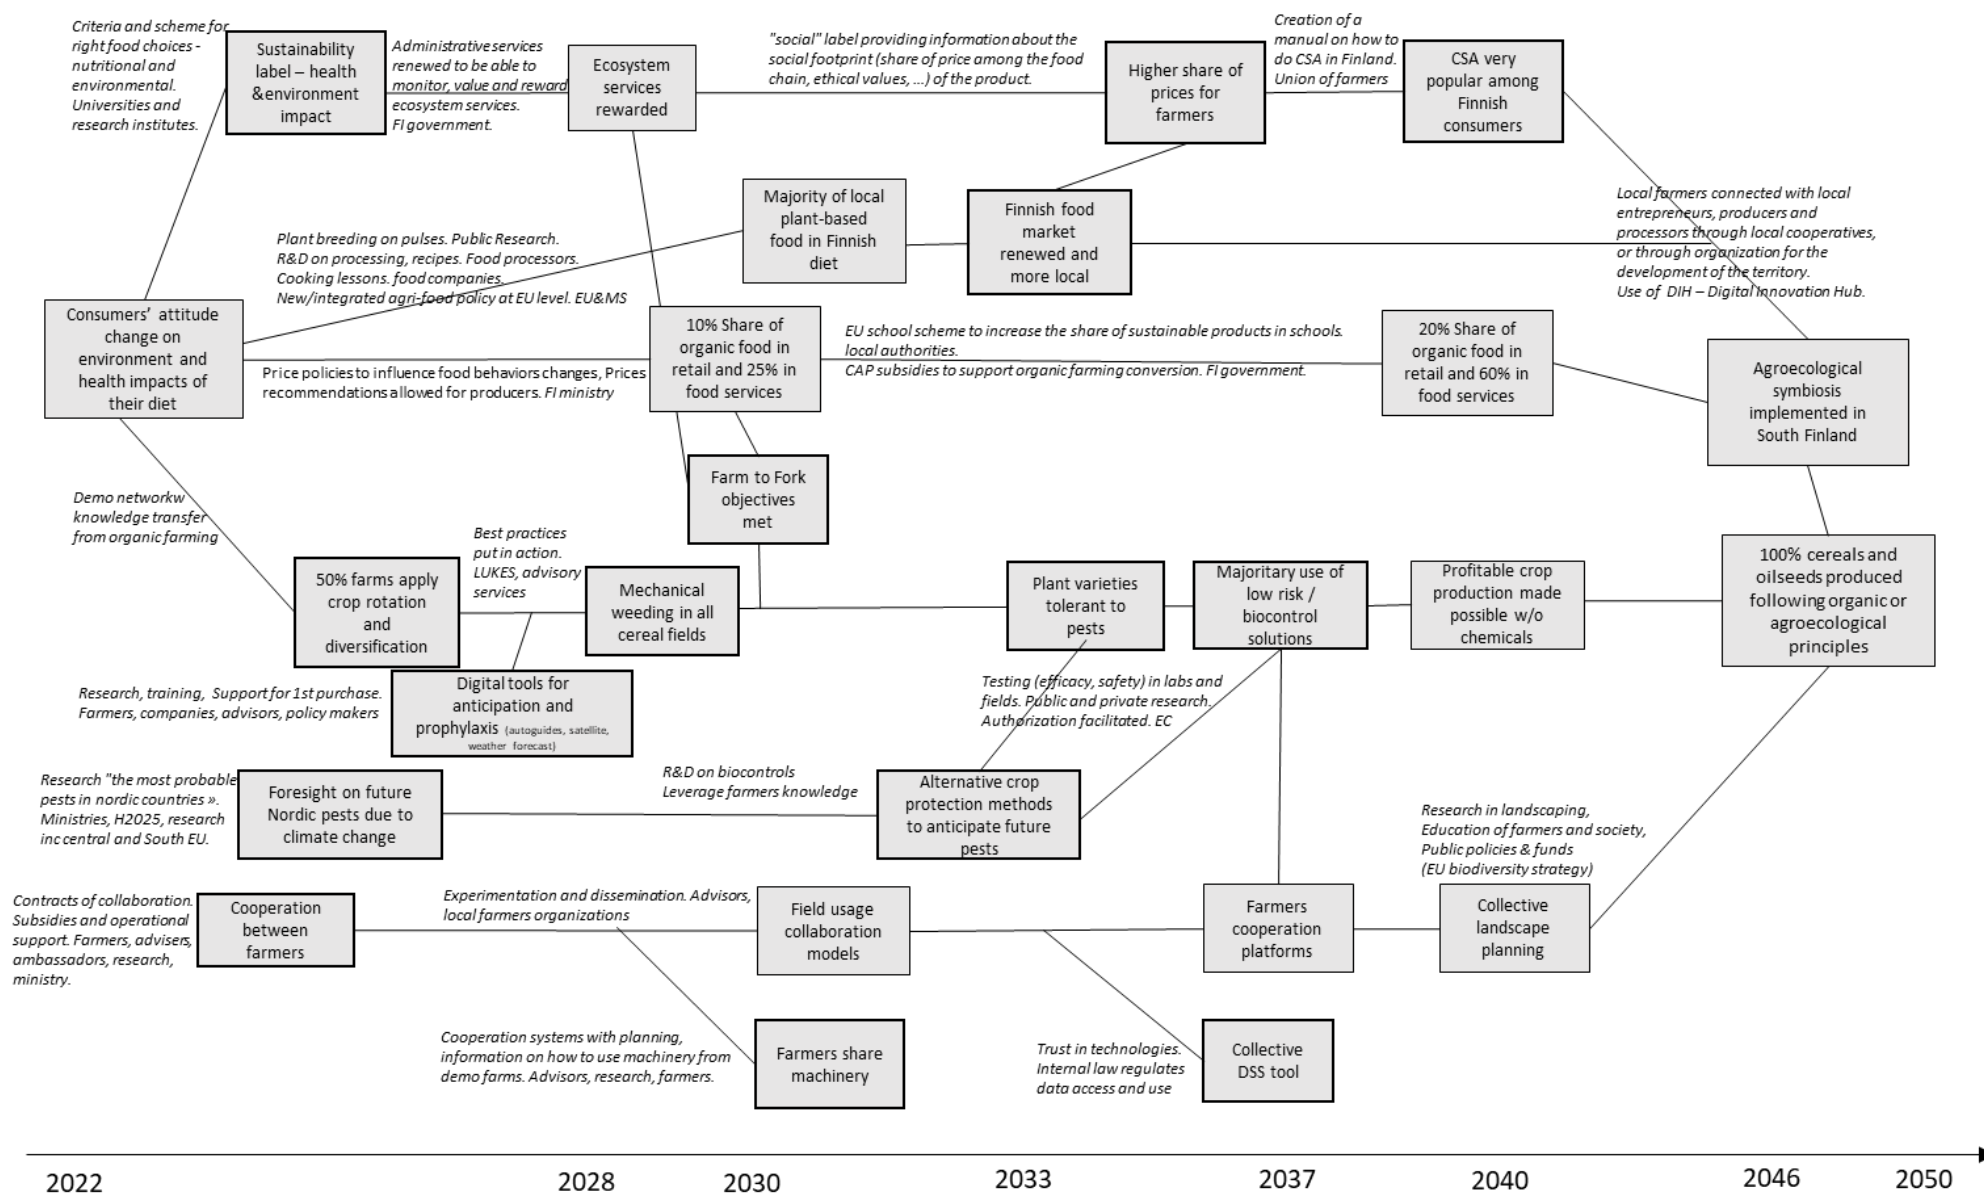 Criteria and scheme for
right food choices -
nutritional and
environmental.
Universities and
research institutes.
Sustainability
label – health
&environment
impact
Administrative services
renewed to be able to
monitor, value and reward
ecosystem services.
FI government.
Ecosystem
services
rewarded
"social" label providing information about the
social footprint (share of price among the food
chain, ethical values, ...) of the product.
Higher share of
prices for
farmers
Creation of a
manual on how to
do CSA in Finland.
Union of farmers
CSA very
popular among
Finnish
consumers
Plant breeding on pulses. Public Research.
R&D on processing, recipes. Food processors.
Cooking lessons. food companies.
New/integrated agri-food policy at EU level. EU&MS
Majority of local
plant-based
food in Finnish
diet
Finnish food
market
renewed and
more local
Local farmers connected with local
entrepreneurs, producers and
processors through local cooperatives,
or through organization for the
development of the territory.
Use of DIH – Digital Innovation Hub.
Consumers' attitude
change on
environment and
health impacts of
their diet
Price policies to influence food behaviors changes, Prices
recommendations allowed for producers. FI ministry
10% Share of
organic food in
retail and 25% in
food services
EU school scheme to increase the share of sustainable products in schools.
local authorities.
CAP subsidies to support organic farming conversion. FI government.
20% Share of
organic food in
retail and 60% in
food services
Agroecological
symbiosis
implemented in
South Finland
Farm to Fork
objectives
met
Demo networkw
knowledge transfer
from organic farming
50% farms apply
crop rotation
and
diversification
Best practices
put in action.
LUKES, advisory
services
Mechanical
weeding in all
cereal fields
Plant varieties
tolerant to
pests
Majoritary use of
low risk /
biocontrol
solutions
Profitable crop
production made
possible w/o
chemicals
100% cereals and
oilseeds produced
following organic or
agroecological
principles
Research, training, Support for 1st purchase.
Farmers, companies, advisors, policy makers
Digital tools for
anticipation and
prophylaxis (autoguides, satellite,
weather forecast)
Testing (efficacy, safety) in labs and
fields. Public and private research.
Authorization facilitated. EC
Research "the most probable
pests in nordic countries ».
Ministries, H2025, research
inc central and South EU.
Foresight on future
Nordic pests due to
climate change
R&D on biocontrols
Leverage farmers knowledge
Alternative crop
protection methods
to anticipate future
pests
Research in landscaping,
Education of farmers and society,
Public policies & funds
(EU biodiversity strategy)
Contracts of collaboration.
Subsidies and operational
support. Farmers, advisers,
ambassadors, research,
ministry.
Cooperation
between
farmers
Experimentation and dissemination. Advisors,
local farmers organizations
Field usage
collaboration
models
Farmers
cooperation
platforms
Collective
landscape
planning
Cooperation systems with planning,
information on how to use machinery from
demo farms. Advisors, research, farmers.
Farmers share
machinery
Trust in technologies.
Internal law regulates
data access and use
Collective
DSS tool
2022
2028
2030
2033
2037
2040
2046
2050